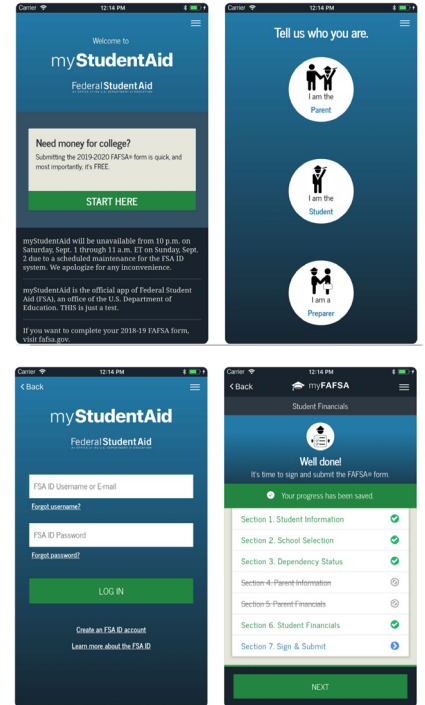 Carrier 12:14 PM
Welcome to
myStudentAid
Federal Student Aid
Need money for college?
Submitting the 2019-2020 FAFSA® form is quick, and
most importantly, it's FREE.
START HERE
myStudentAid will be unavailable from 10 p.m. on
Saturday, Sept. 1 through 11 a.m. ET on Sunday, Sept.
2 due to a scheduled maintenance for the FSA ID
system. We apologize for any inconvenience.
myStudentAid is the official app of Federal Student
Aid (FSA), an office of the U.S. Department of
Education. THIS is just a test.
If you want to complete your 2018-19 FAFSA form,
visit fafsa.gov.
Carrier 12:14 PM
Tell us who you are.
I am the
Parent
I am the
Student
I am a
Preparer
Carrier 12:14 PM
< Back
myStudentAid
Federal Student Aid
FSA ID Username or E-mail
Forgot username?
FSA ID Password
Forgot password?
LOG IN
Create an FSA ID account
Learn more about the FSA ID
Carrier 12:14 PM
< Back myFAFSA
Student Financials
Well done!
It's time to sign and submit the FAFSA® form.
Your progress has been saved.
Section 1. Student Information
Section 2. School Selection
Section 3. Dependency Status
Section 4. Parent Information
Section 5. Parent Financials
Section 6. Student Financials
Section 7. Sign & Submit
NEXT